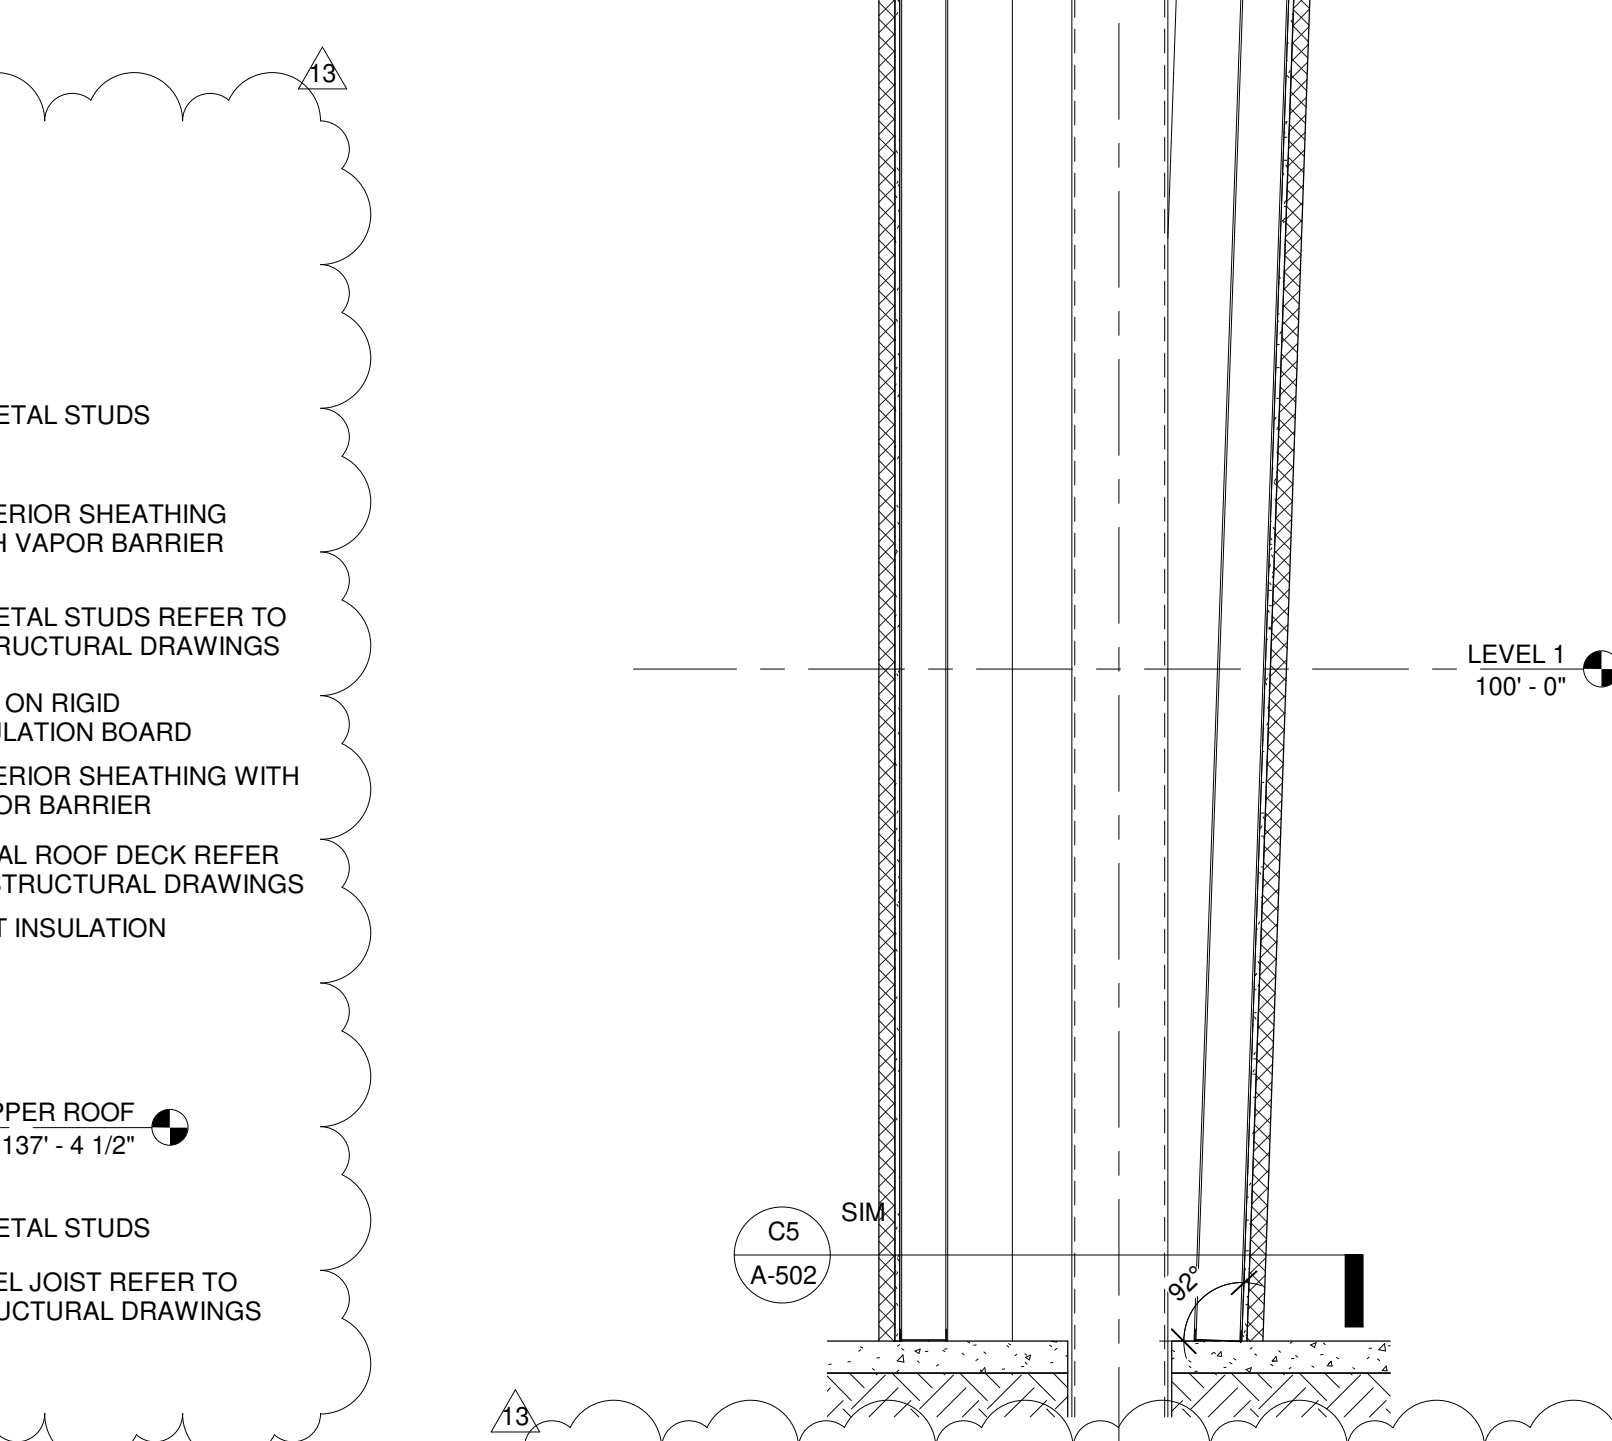 13
ETAL STUDS
ERIOR SHEATHING
H VAPOR BARRIER
ETAL STUDS REFER TO
RUCTURAL DRAWINGS
ON RIGID
ULATION BOARD
ERIOR SHEATHING WITH
OR BARRIER
AL ROOF DECK REFER
STRUCTURAL DRAWINGS
T INSULATION
PPER ROOF
137' - 4 1/2"
ETAL STUDS
EL JOIST REFER TO
UCTURAL DRAWINGS
LEVEL 1
100' - 0"
SIM
C5
A-502
92°
13